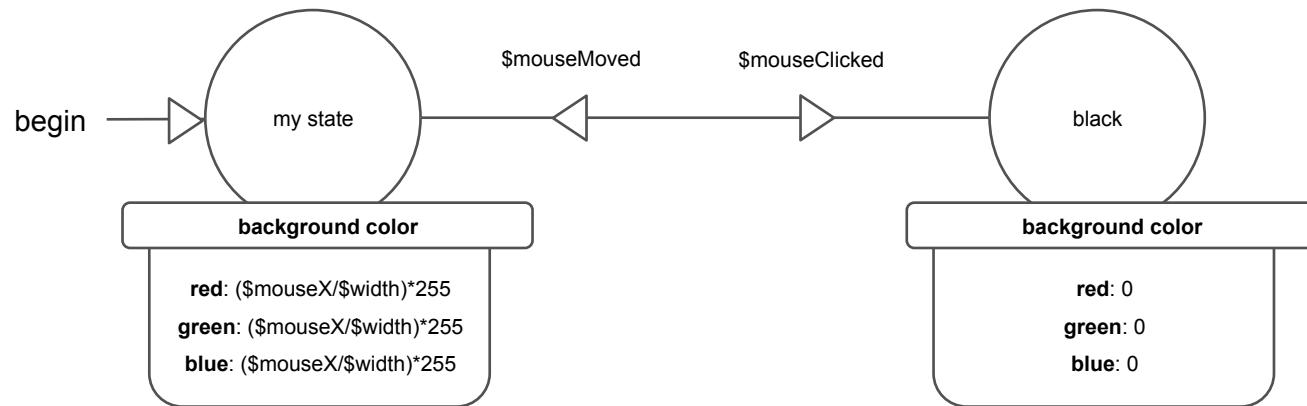 $mouseMoved
$mouseClicked
begin
my state
black
background color
red: ($mouseX/$width)*255
green: ($mouseX/$width)*255
blue: ($mouseX/$width)*255
background color
red: 0
green: 0
blue: 0